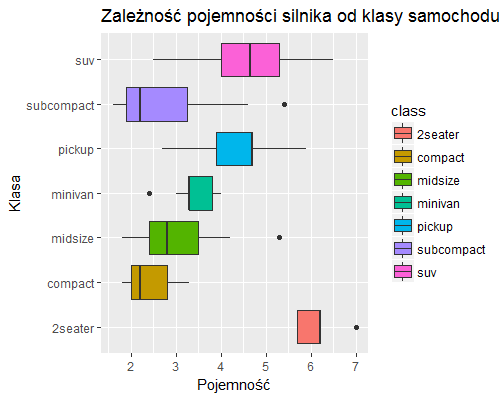 Zależność pojemności silnika od klasy samochodu
Klasa
suv
subcompact
pickup
minivan
midsize
compact
2seater
2 3 4 5 6 7
Pojemność
class
2seater
compact
midsize
minivan
pickup
subcompact
suv